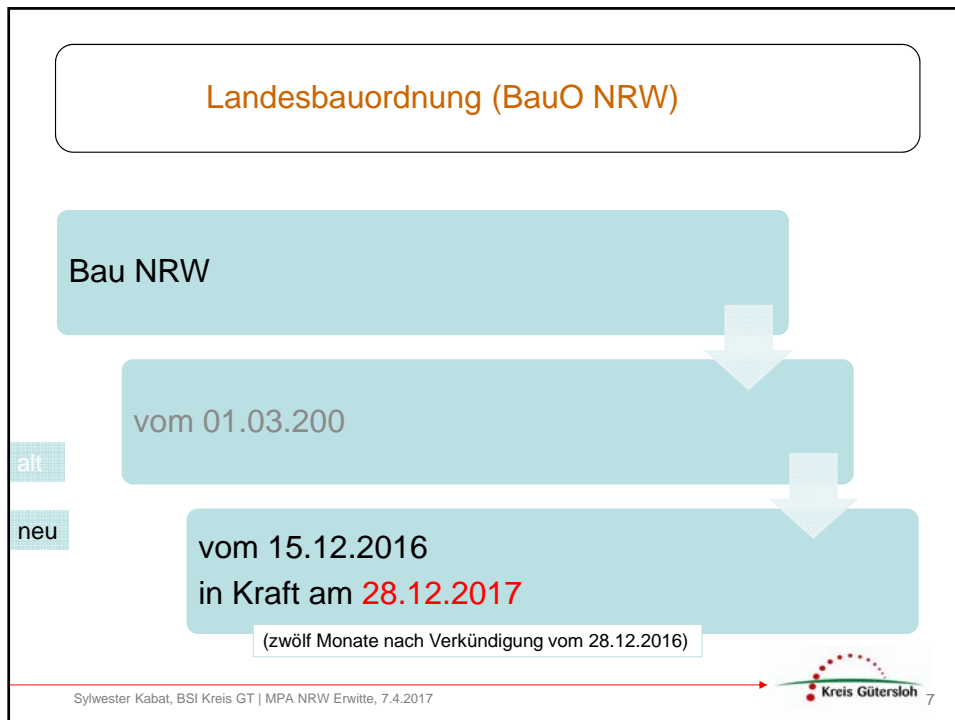 Landesbauordnung (BauO NRW)
Bau NRW
vom 01.03.200
alt
neu
vom 15.12.2016
in Kraft am 28.12.2017
(zwölf Monate nach Verkündigung vom 28.12.2016)
Sylwester Kabat, BSI Kreis GT | MPA NRW Erwitte, 7.4.2017
Kreis Gütersloh
7